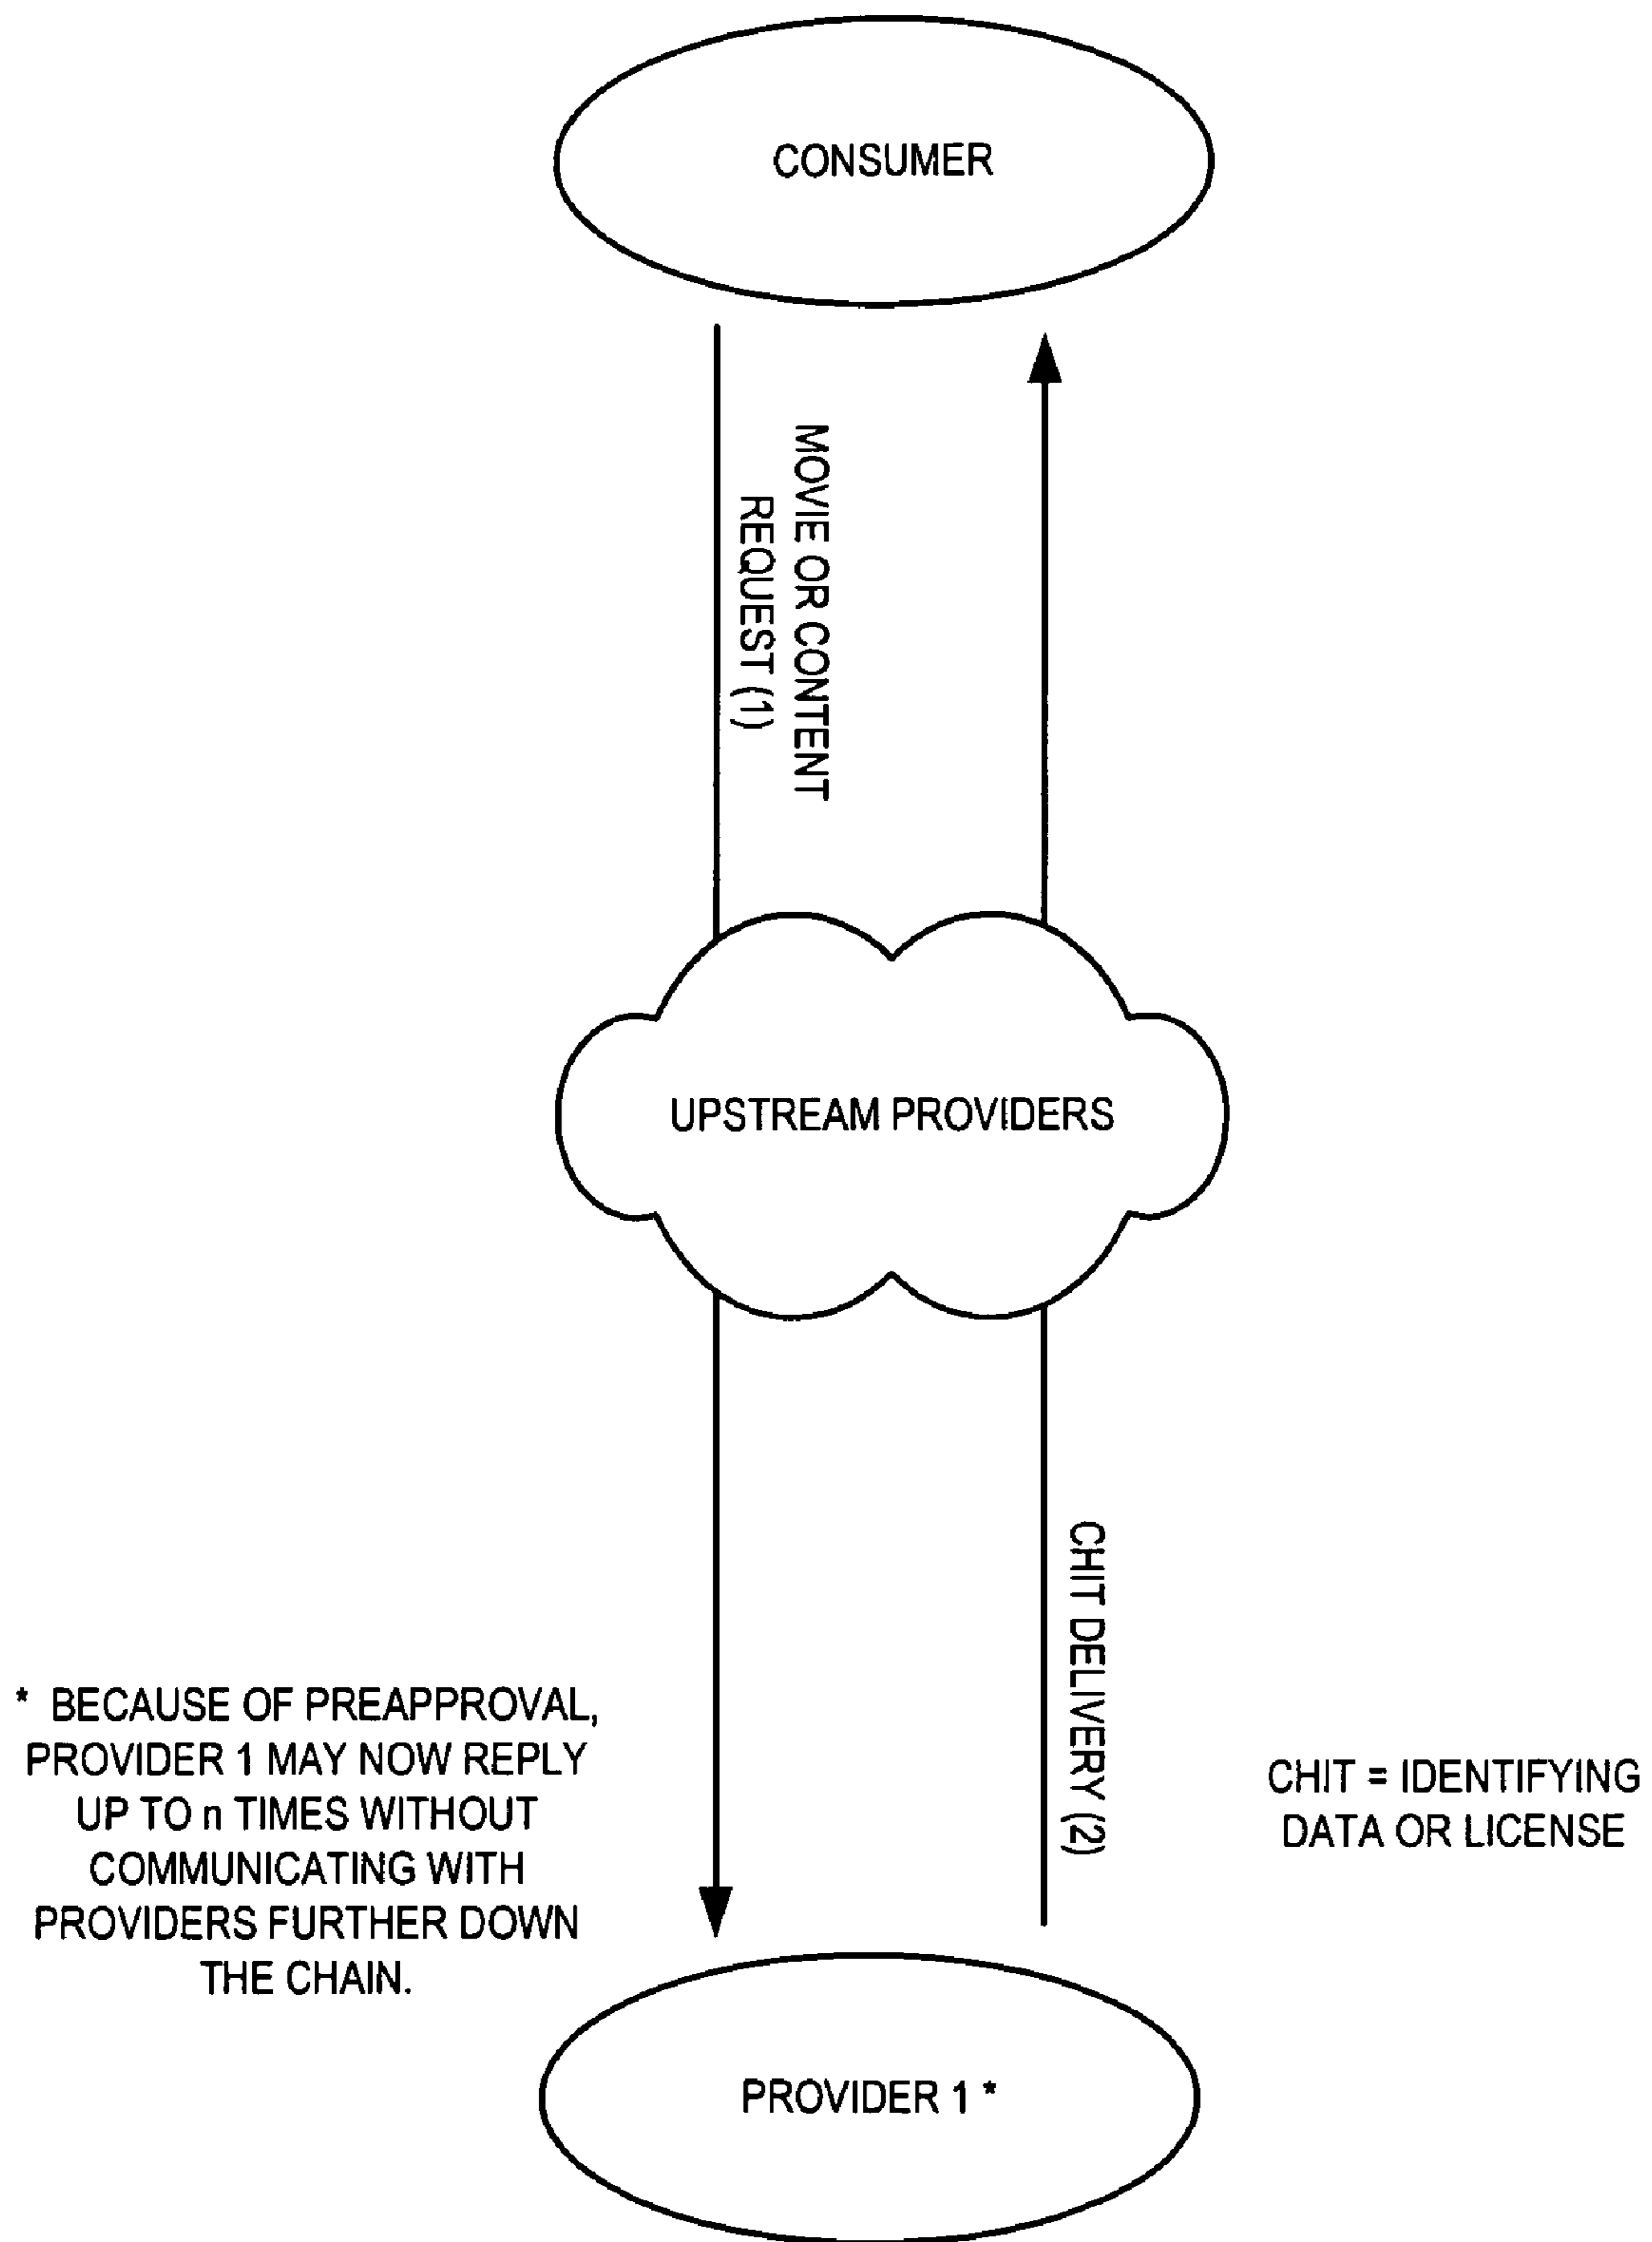 CONSUMER
MOVIE OR CONTENT
REQUEST (1)
UPSTREAM PROVIDERS
CHIT DELIVERY (2)
* BECAUSE OF PREAPPROVAL,
PROVIDER 1 MAY NOW REPLY
UP TO n TIMES WITHOUT
COMMUNICATING WITH
PROVIDERS FURTHER DOWN
THE CHAIN.
CHIT = IDENTIFYING
DATA OR LICENSE
PROVIDER 1 *